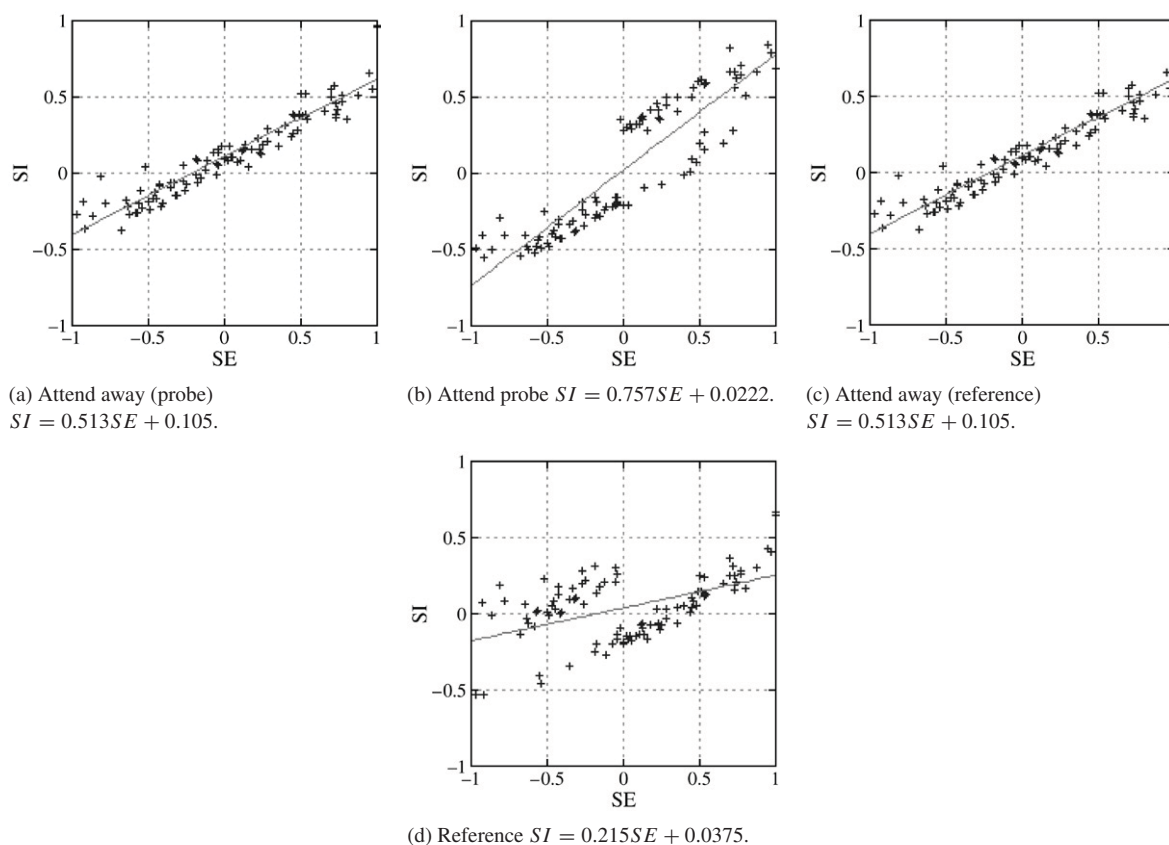 1
0.5
SI
0
−0.5
−1
−1
−0.5
0
0.5
1
SE
(a) Attend away (probe)
SI = 0.513SE + 0.105.
1
0.5
SI
0
−0.5
−1
−1
−0.5
0
0.5
1
SE
(b) Attend probe SI = 0.757SE + 0.0222.
1
0.5
SI
0
−0.5
−1
−1
−0.5
0
0.5
1
SE
(c) Attend away (reference)
SI = 0.513SE + 0.105.
1
0.5
SI
0
−0.5
−1
−1
−0.5
0
0.5
1
SE
(d) Reference SI = 0.215SE + 0.0375.